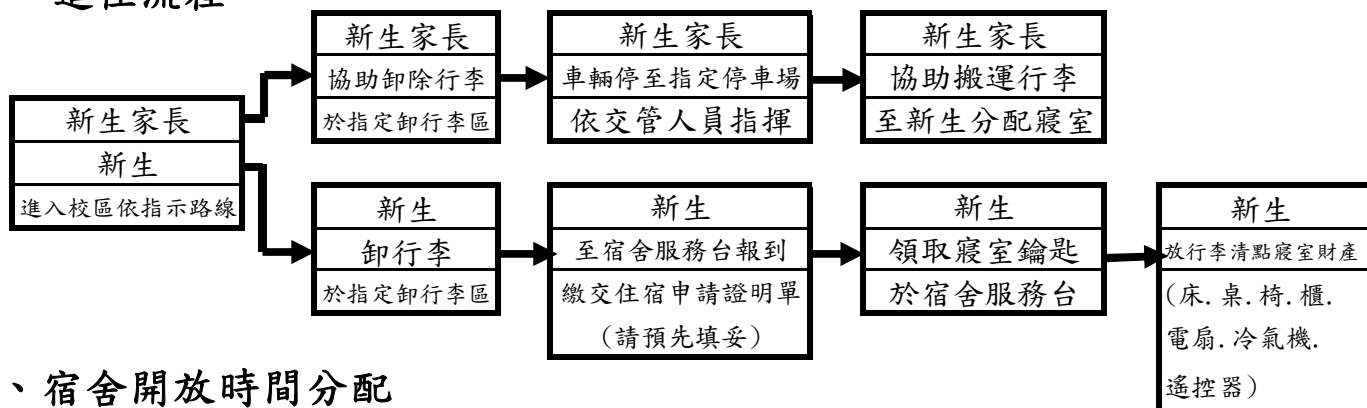 進住流程
新生家長
新生
進入校區依指示路線
新生家長
協助卸除行李
於指定卸行李區
新生家長
車輛停至指定停車場
依交管人員指揮
新生家長
協助搬運行李
至新生分配寢室
新生
卸行李
於指定卸行李區
新生
至宿舍服務台報到
繳交住宿申請證明單
(請預先填妥)
新生
領取寢室鑰匙
於宿舍服務台
新生
放行李清點寢室財產
(床.桌.椅.櫃.
電扇.冷氣機.
遙控器)
、宿舍開放時間分配